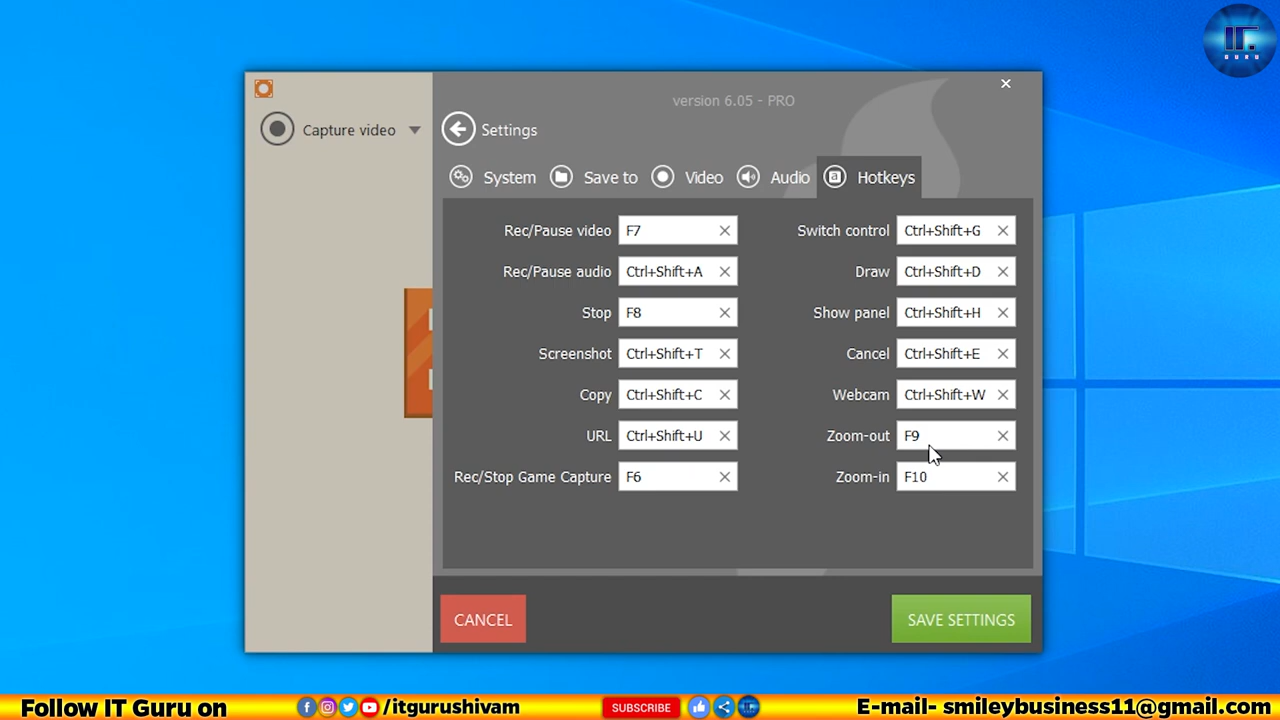 IT.
GURU
version 6.05 - PRO
Capture video
Settings
System
Save to
Video
Audio
Hotkeys
Rec/Pause video F7
Switch control Ctrl+Shift+G
Rec/Pause audio Ctrl+Shift+A
Draw Ctrl+Shift+D
Stop F8
Show panel Ctrl+Shift+H
Screenshot Ctrl+Shift+T
Cancel Ctrl+Shift+E
Copy Ctrl+Shift+C
Webcam Ctrl+Shift+W
URL Ctrl+Shift+U
Zoom-out F9
Rec/Stop Game Capture F6
Zoom-in F10
CANCEL
SAVE SETTINGS
Follow IT Guru on /itgurushivam SUBSCRIBE E-mail- smileybusiness11@gmail.com